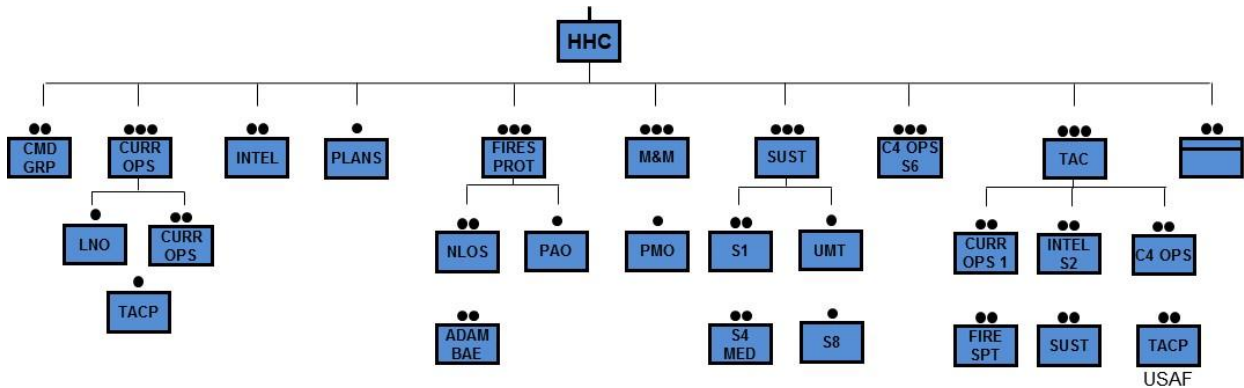 HHC
CMD
GRP
CURR
OPS
INTEL
PLANS
FIRES
PROT
M&M
SUST
C4 OPS
S6
TAC
LNO
CURR
OPS
NLOS
PAO
PMO
S1
UMT
CURR
OPS 1
INTEL
S2
C4 OPS
TACP
ADAM
BAE
S4
MED
S8
FIRE
SPT
SUST
TACP
USAF